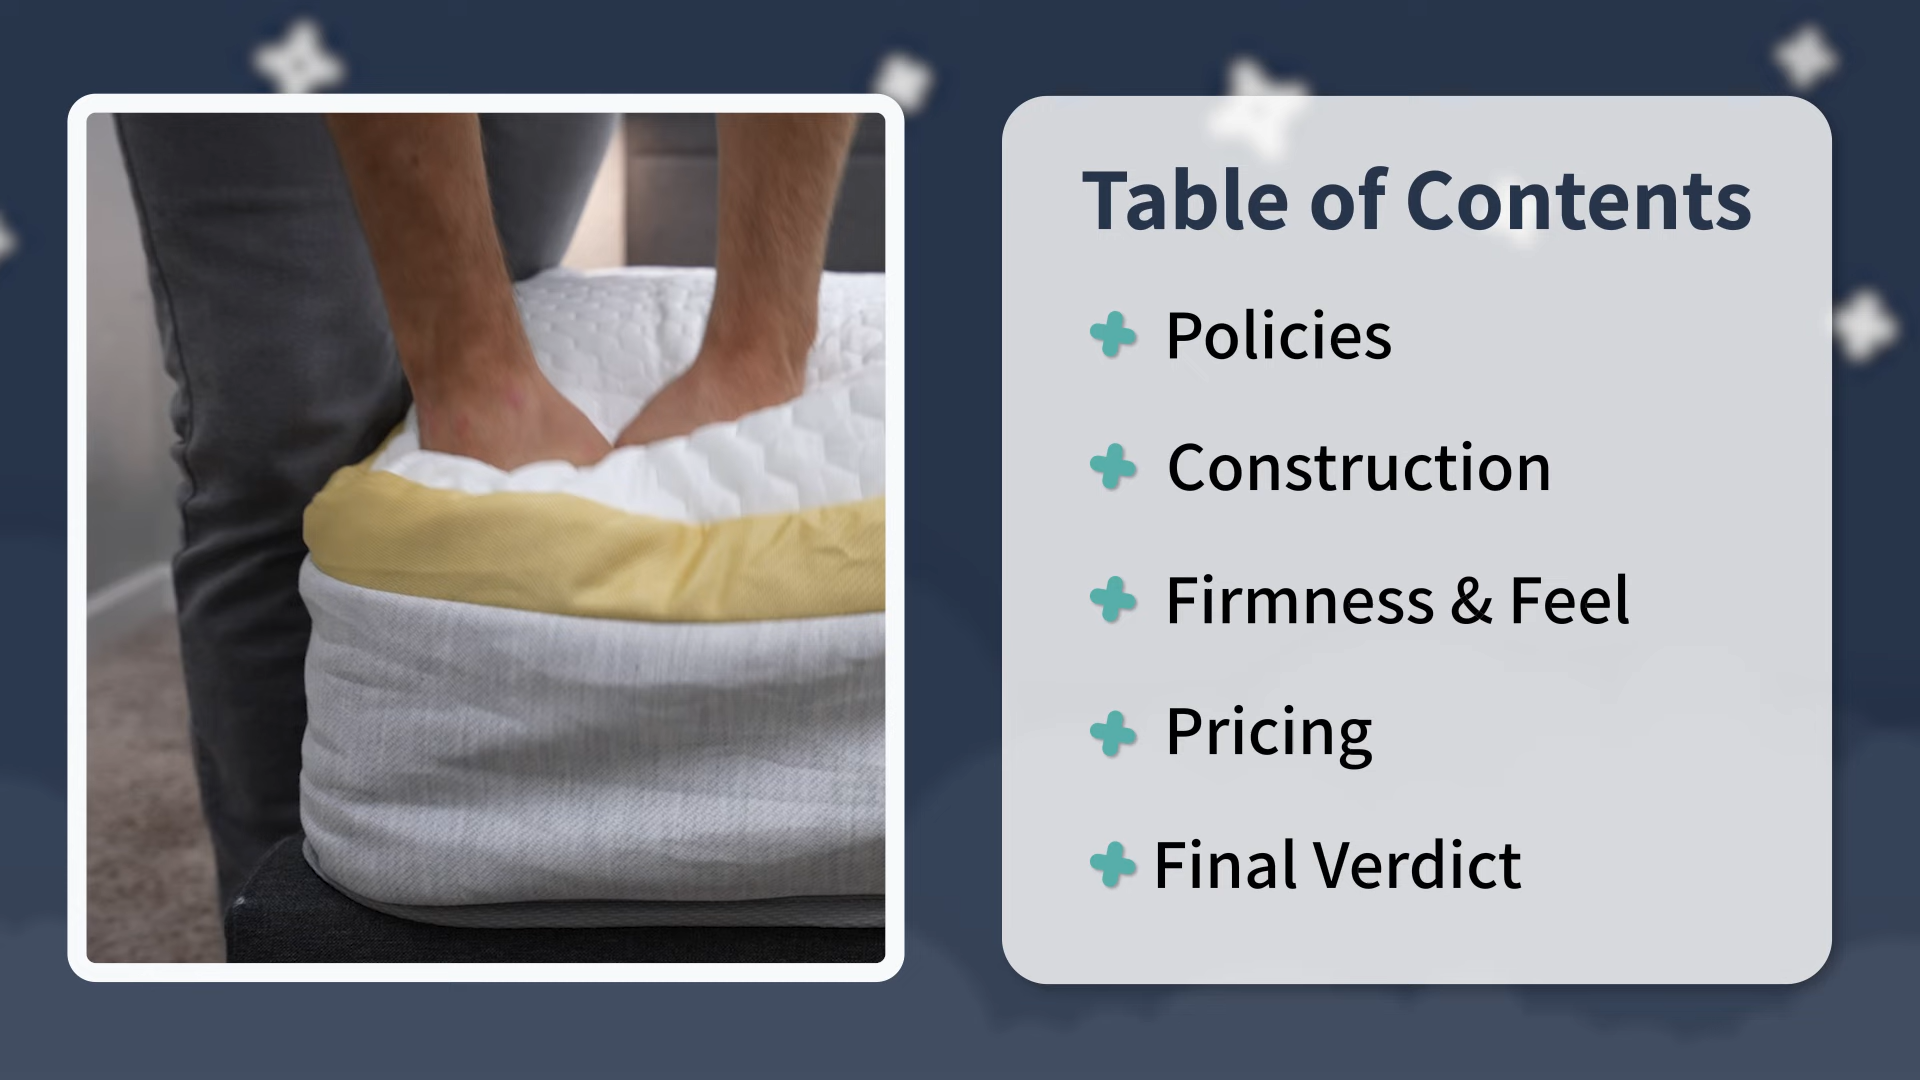 Table of Contents
Policies
Construction
Firmness & Feel
Pricing
Final Verdict